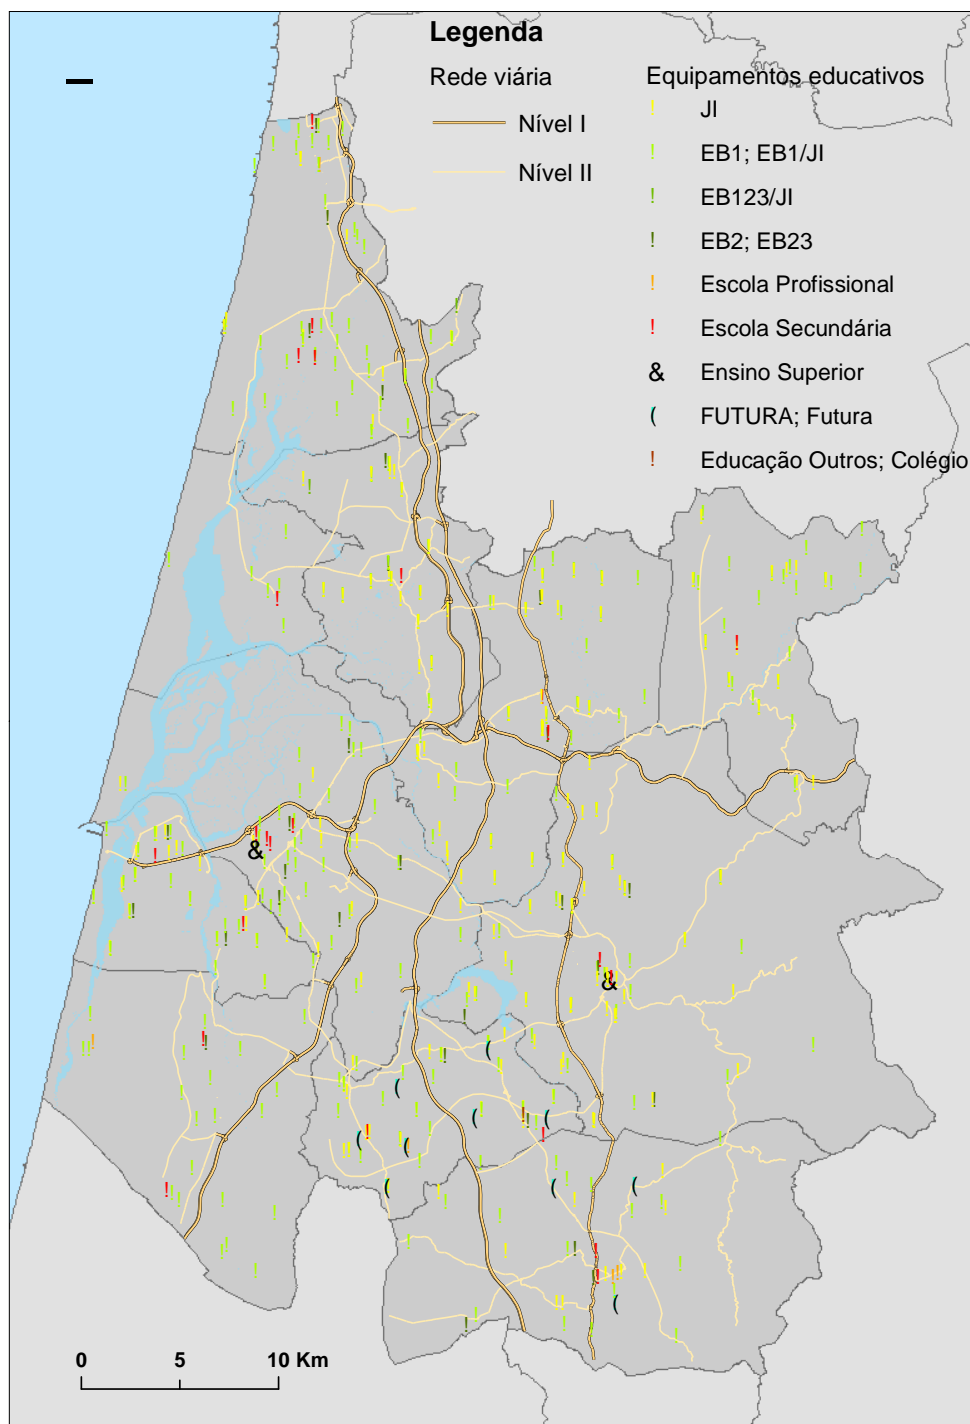 Legenda
Rede viária
Nível I
Nível II
Equipamentos educativos
! JI
! EB1; EB1/JI
! EB123/JI
! EB2; EB23
! Escola Profissional
! Escola Secundária
& Ensino Superior
( FUTURA; Futura
! Educação Outros; Colégio
0 5 10 Km